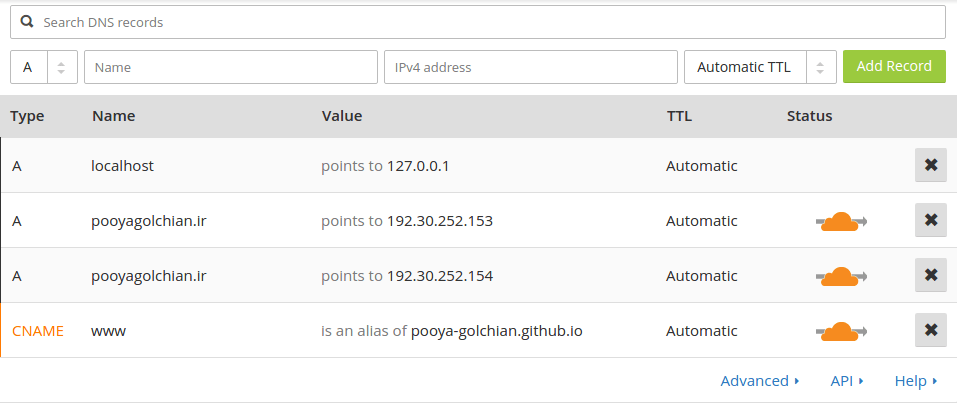 Search DNS records
A Name IPv4 address Automatic TTL Add Record
Type Name Value TTL Status
A localhost points to 127.0.0.1 Automatic
A pooyagolchian.ir points to 192.30.252.153 Automatic
A pooyagolchian.ir points to 192.30.252.154 Automatic
CNAME www is an alias of pooya-golchian.github.io Automatic
Advanced API Help